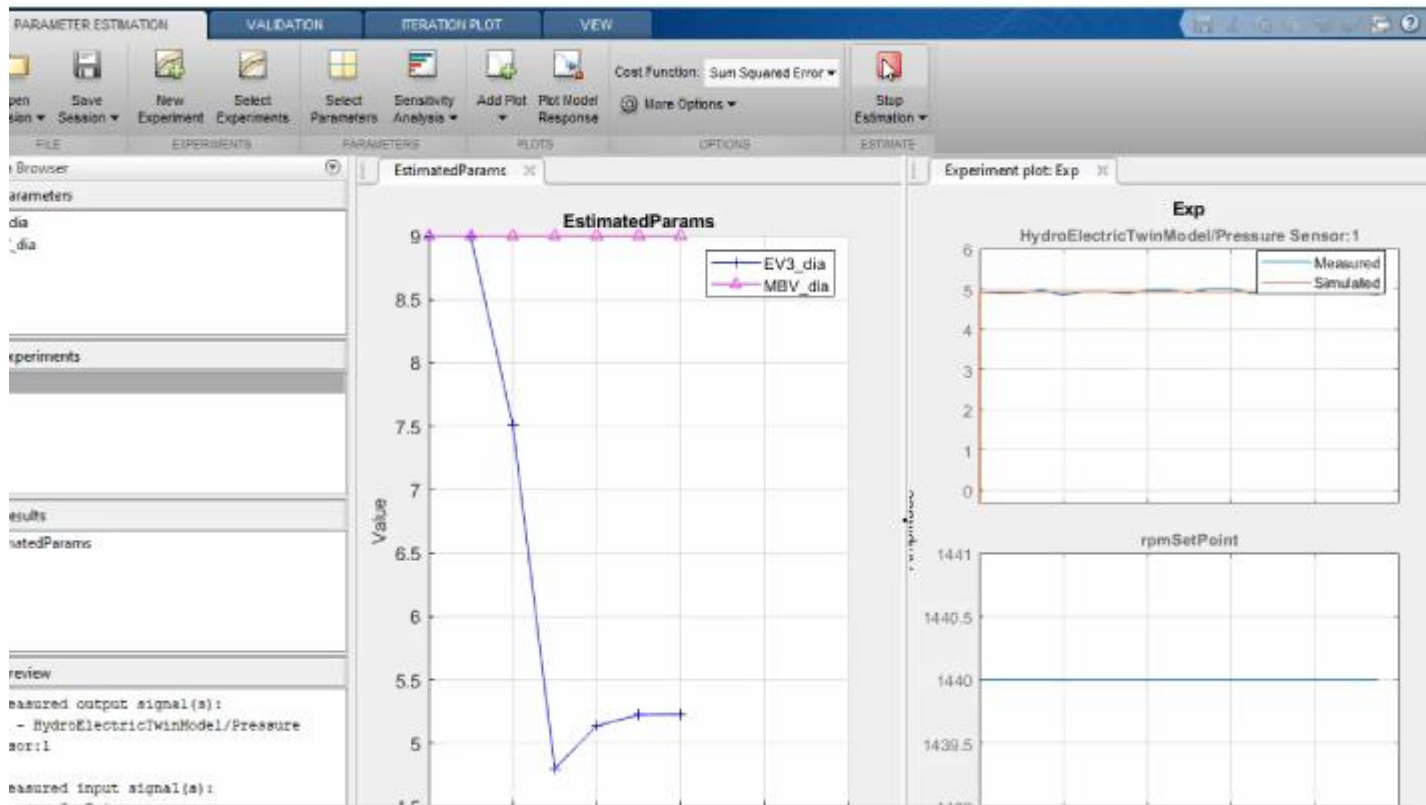 PARAMETER ESTIMATION VALIDATION ITERATION PLOT VIEW
Save New Select Select Sensitivity Add Plot Plot Model Cost Function: Sum Squared Error Stop
Session Experiment Experiments Parameters Analysis Response More Options Estimation
FILE EXPERIMENTS PARAMETERS PLOTS OPTIONS ESTIMATE
Browser
arameters
dia
_dia
xperiments
esults
natedParams
review
easured output signal(s):
- HydroElectricTwinModel/Pressure
sor:1
easured input signal(s):
EstimatedParams
EstimatedParams
EV3_dia
MBV_dia
9
8.5
8
7.5
7
6.5
6
5.5
5
4.5
Value
Experiment plot: Exp
Exp
HydroElectricTwinModel/Pressure Sensor:1
Measured
Simulated
6
5
4
3
2
1
0
rpmSetPoint
1441
1440.5
1440
1439.5